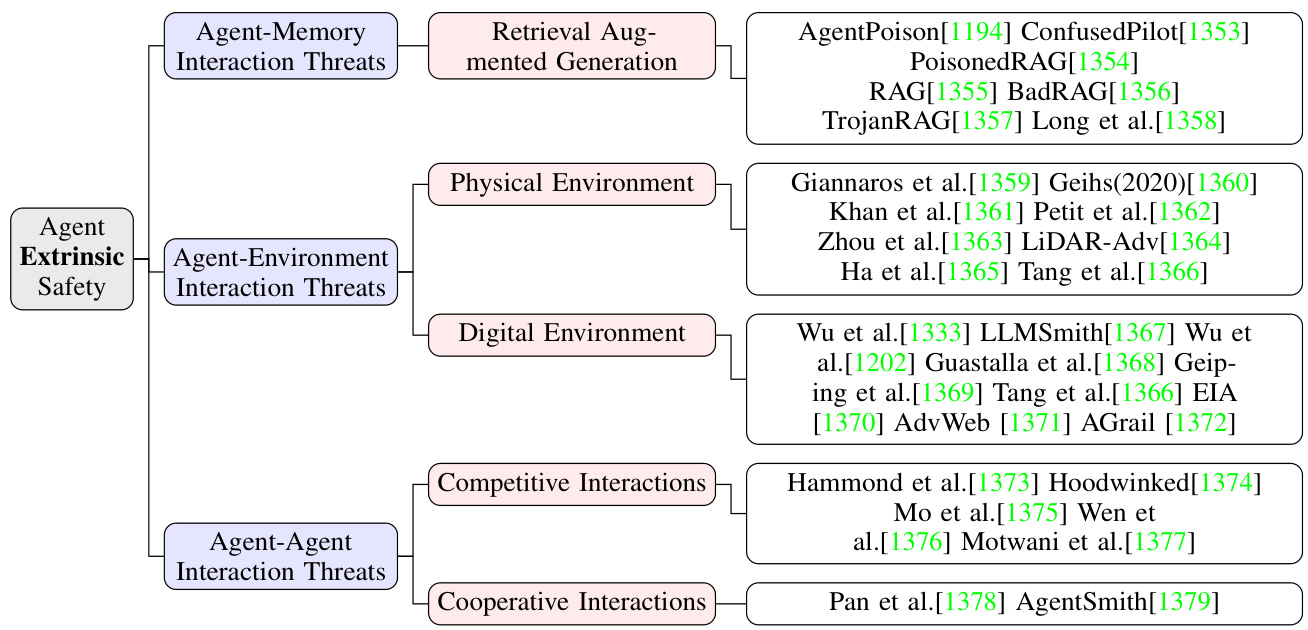 Agent
Extrinsic
Safety
Agent-Memory
Interaction Threats
Retrieval Aug-
mented Generation
AgentPoison[1194] ConfusedPilot[1353]
PoisonedRAG[1354]
RAG[1355] BadRAG[1356]
TrojanRAG[1357] Long et al.[1358]
Agent-Environment
Interaction Threats
Physical Environment
Giannaros et al.[1359] Geihs(2020)[1360]
Khan et al.[1361] Petit et al.[1362]
Zhou et al.[1363] LiDAR-Adv[1364]
Ha et al.[1365] Tang et al.[1366]
Digital Environment
Wu et al.[1333] LLMSmith[1367] Wu et
al.[1202] Guastalla et al.[1368] Geip-
ing et al.[1369] Tang et al.[1366] EIA
[1370] AdvWeb [1371] AGrail [1372]
Agent-Agent
Interaction Threats
Competitive Interactions
Hammond et al.[1373] Hoodwinked[1374]
Mo et al.[1375] Wen et
al.[1376] Motwani et al.[1377]
Cooperative Interactions
Pan et al.[1378] AgentSmith[1379]